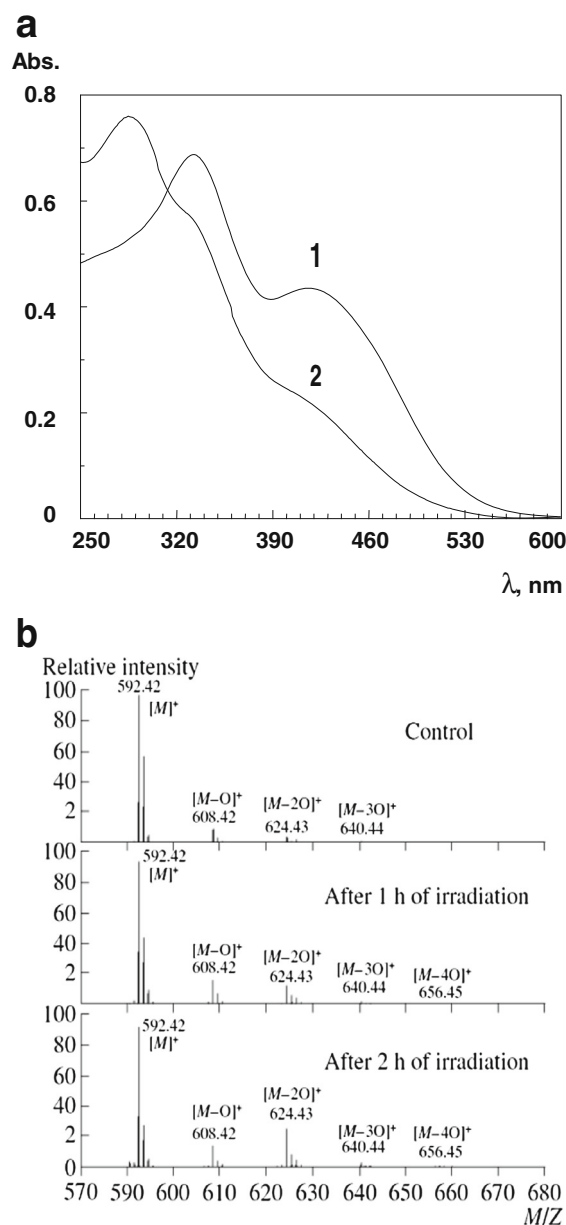 a
Abs.
0.8
0.6
0.4
0.2
0
1
2
250 320 390 460 530 600
λ, nm
b
Relative intensity
100
80
60
40
2
592.42
[M]⁺
Control
[M–O]⁺
608.42
[M–2O]⁺
624.43
[M–3O]⁺
640.44
100
80
60
40
2
592.42
[M]⁺
After 1 h of irradiation
[M–O]⁺
608.42
[M–2O]⁺
624.43
[M–3O]⁺
640.44
[M–4O]⁺
656.45
100
80
60
40
2
0
592.42
[M]⁺
After 2 h of irradiation
[M–O]⁺
608.42
[M–2O]⁺
624.43
[M–3O]⁺
640.44
[M–4O]⁺
656.45
570 590 600 610 620 630 640 650 660 670 680
M/Z